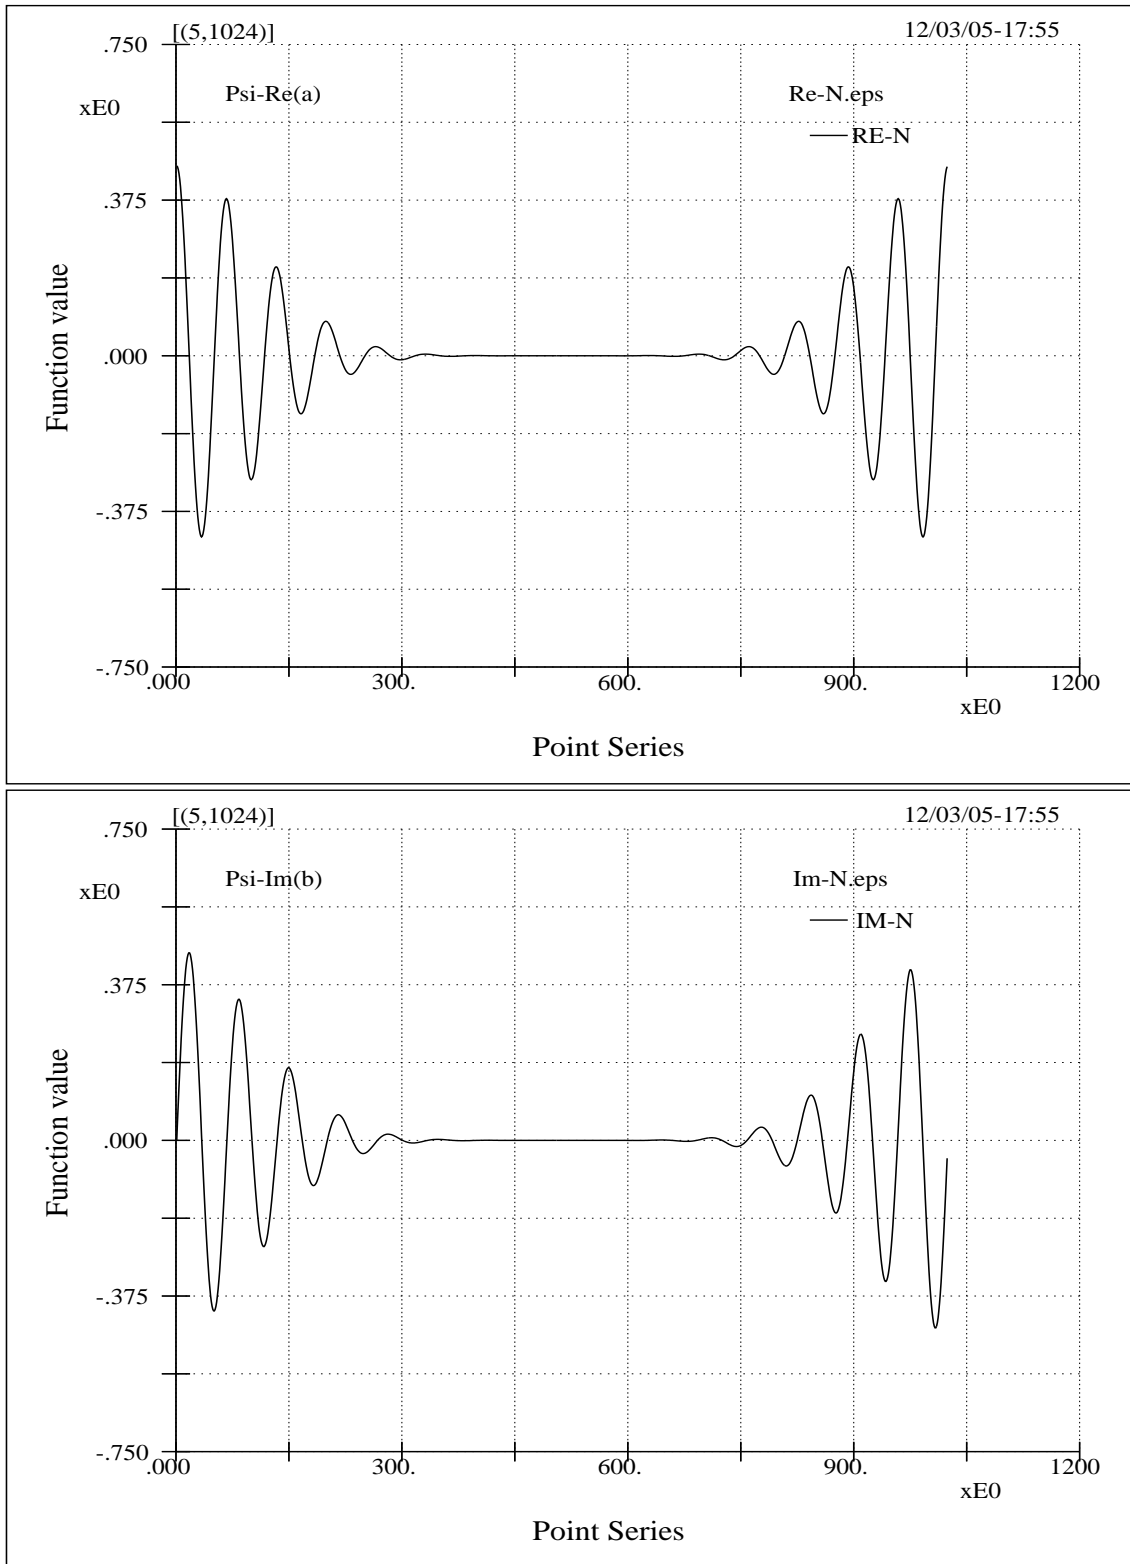 [(5,1024)] 12/03/05-17:55
.750
Psi-Re(a) Re-N.eps
xE0
RE-N
.375
Function value
.000
-.375
-.750
.000 300. 600. 900. 1200
xE0
Point Series
[(5,1024)] 12/03/05-17:55
.750
Psi-Im(b) Im-N.eps
xE0
IM-N
.375
Function value
.000
-.375
-.750
.000 300. 600. 900. 1200
xE0
Point Series